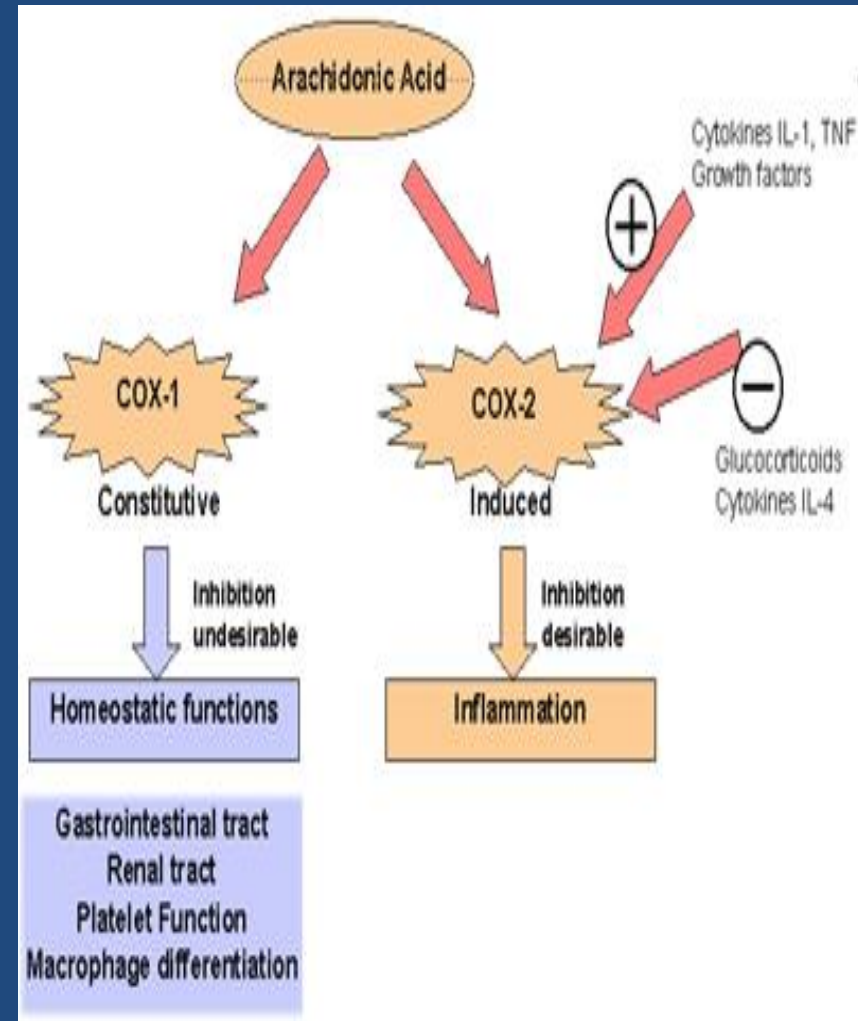 Arachidonic Acid
Cytokines IL-1, TNF
Growth factors
+
COX-1
COX-2
−
Glucocorticoids
Cytokines IL-4
Constitutive
Induced
Inhibition
undesirable
Inhibition
desirable
Homeostatic functions
Inflammation
Gastrointestinal tract
Renal tract
Platelet Function
Macrophage differentiation